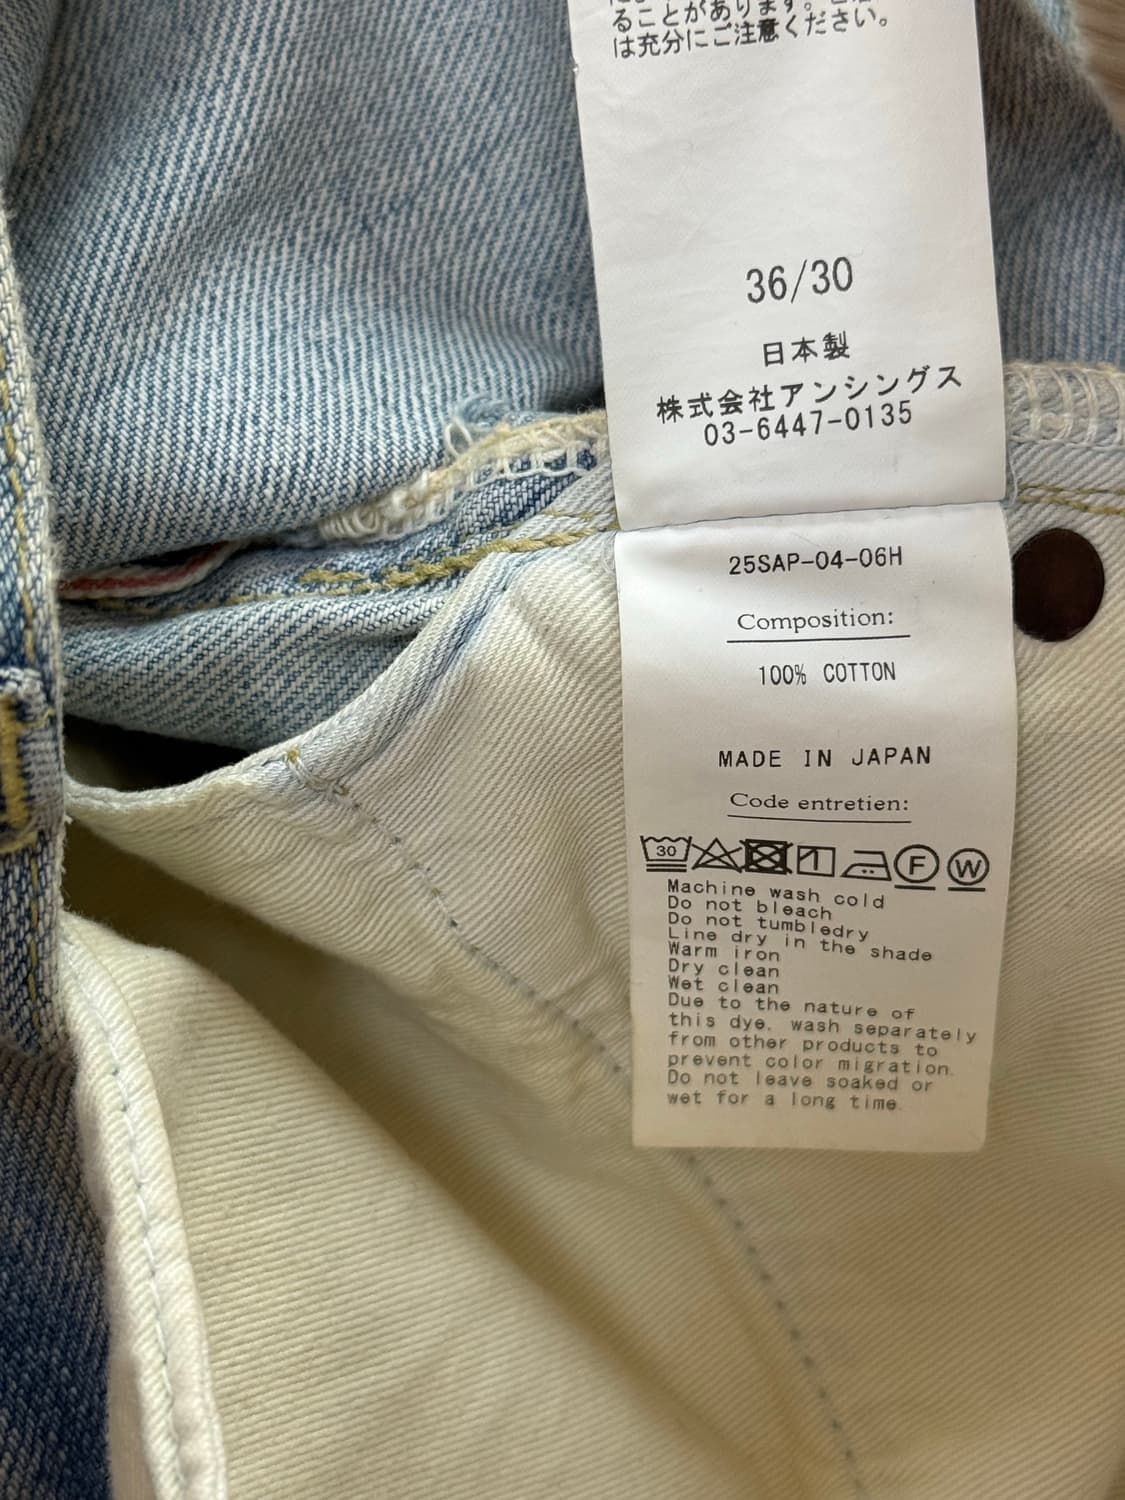 ることがあります。
は充分にご注意ください。
36/30
日本製
株式会社アンシングス
03-6447-0135
25SAP-04-06H
Composition:
100% COTTON
MADE IN JAPAN
Code entretien:
30 F W
Machine wash cold
Do not bleach
Do not tumbledry
Line dry in the shade
Warm iron
Dry clean
Wet clean
Due to the nature of
this dye, wash separately
from other products to
prevent color migration.
Do not leave soaked or
wet for a long time.